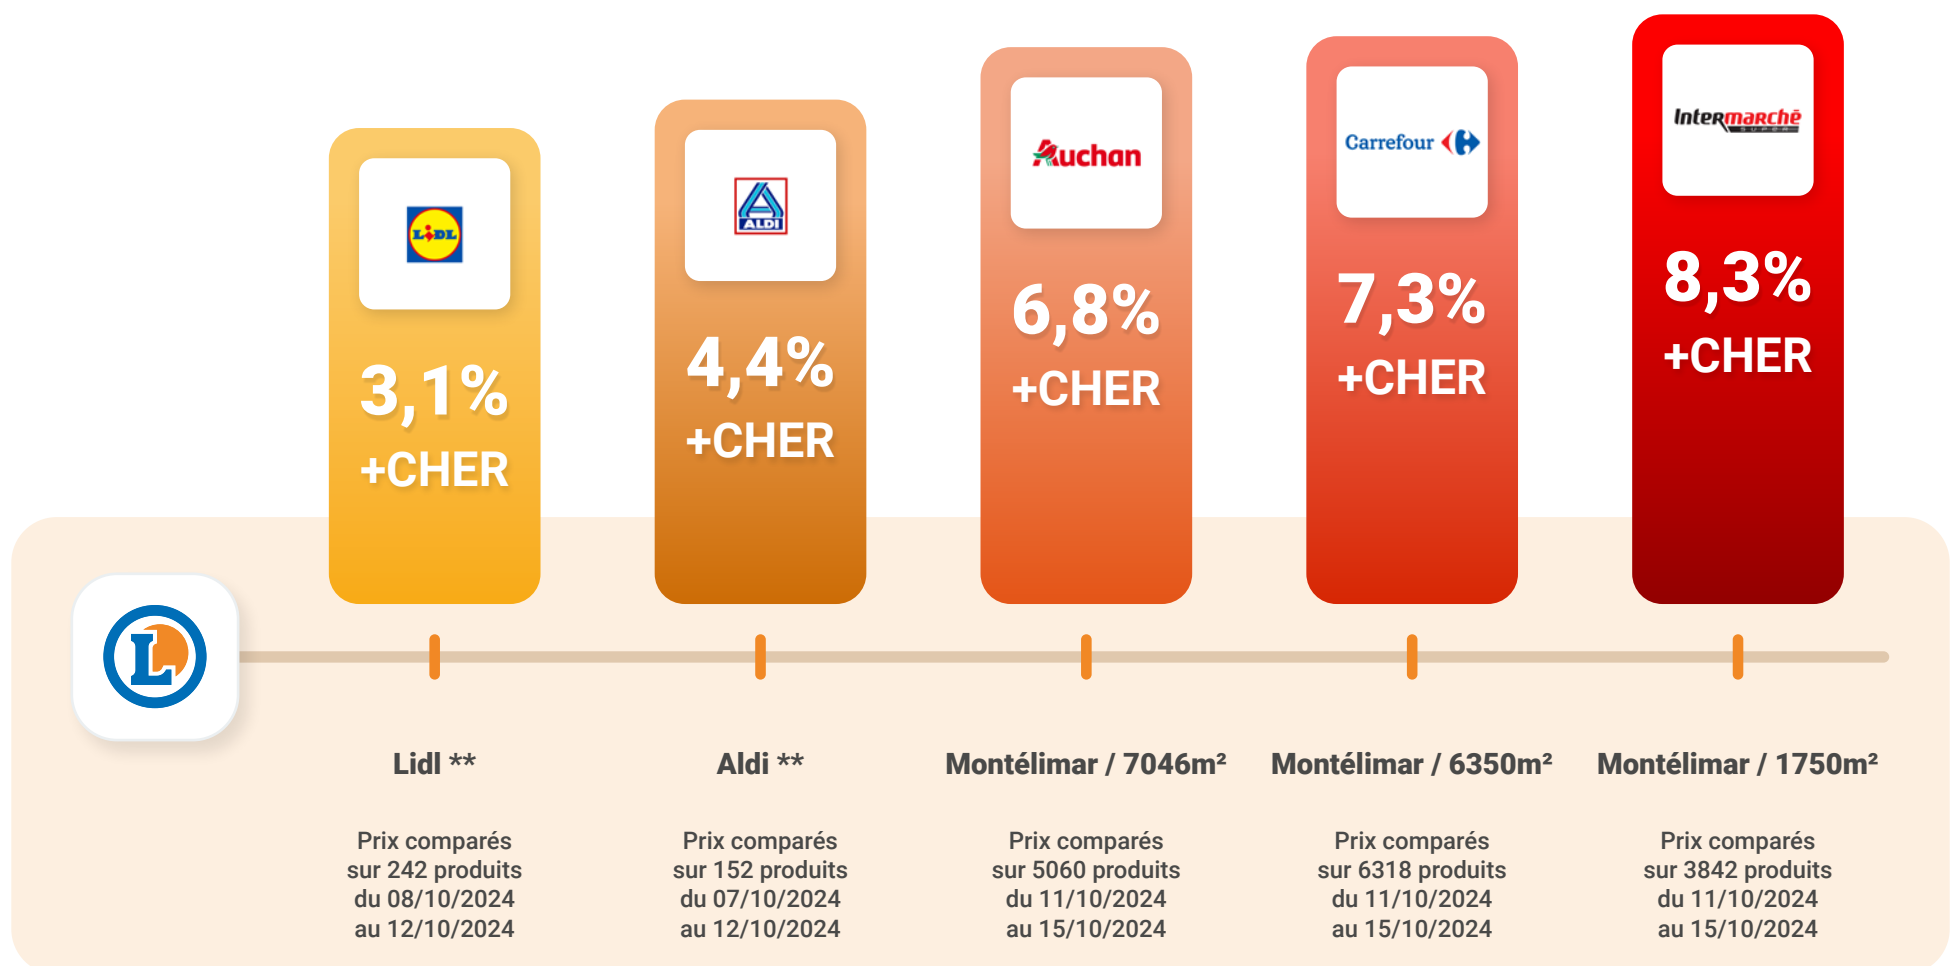 LIDL
3,1%
+CHER
ALDI
4,4%
+CHER
Auchan
6,8%
+CHER
Carrefour
7,3%
+CHER
Intermarchē
SUPER
8,3%
+CHER
L
Lidl **
Prix comparés
sur 242 produits
du 08/10/2024
au 12/10/2024
Aldi **
Prix comparés
sur 152 produits
du 07/10/2024
au 12/10/2024
Montélimar / 7046m²
Prix comparés
sur 5060 produits
du 11/10/2024
au 15/10/2024
Montélimar / 6350m²
Prix comparés
sur 6318 produits
du 11/10/2024
au 15/10/2024
Montélimar / 1750m²
Prix comparés
sur 3842 produits
du 11/10/2024
au 15/10/2024